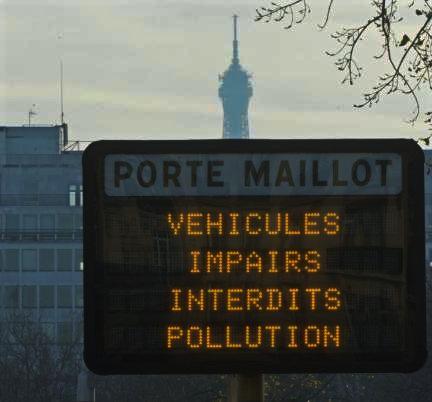 PORTE MAILLOT
VEHICULES
IMPAIRS
INTERDITS
POLLUTION